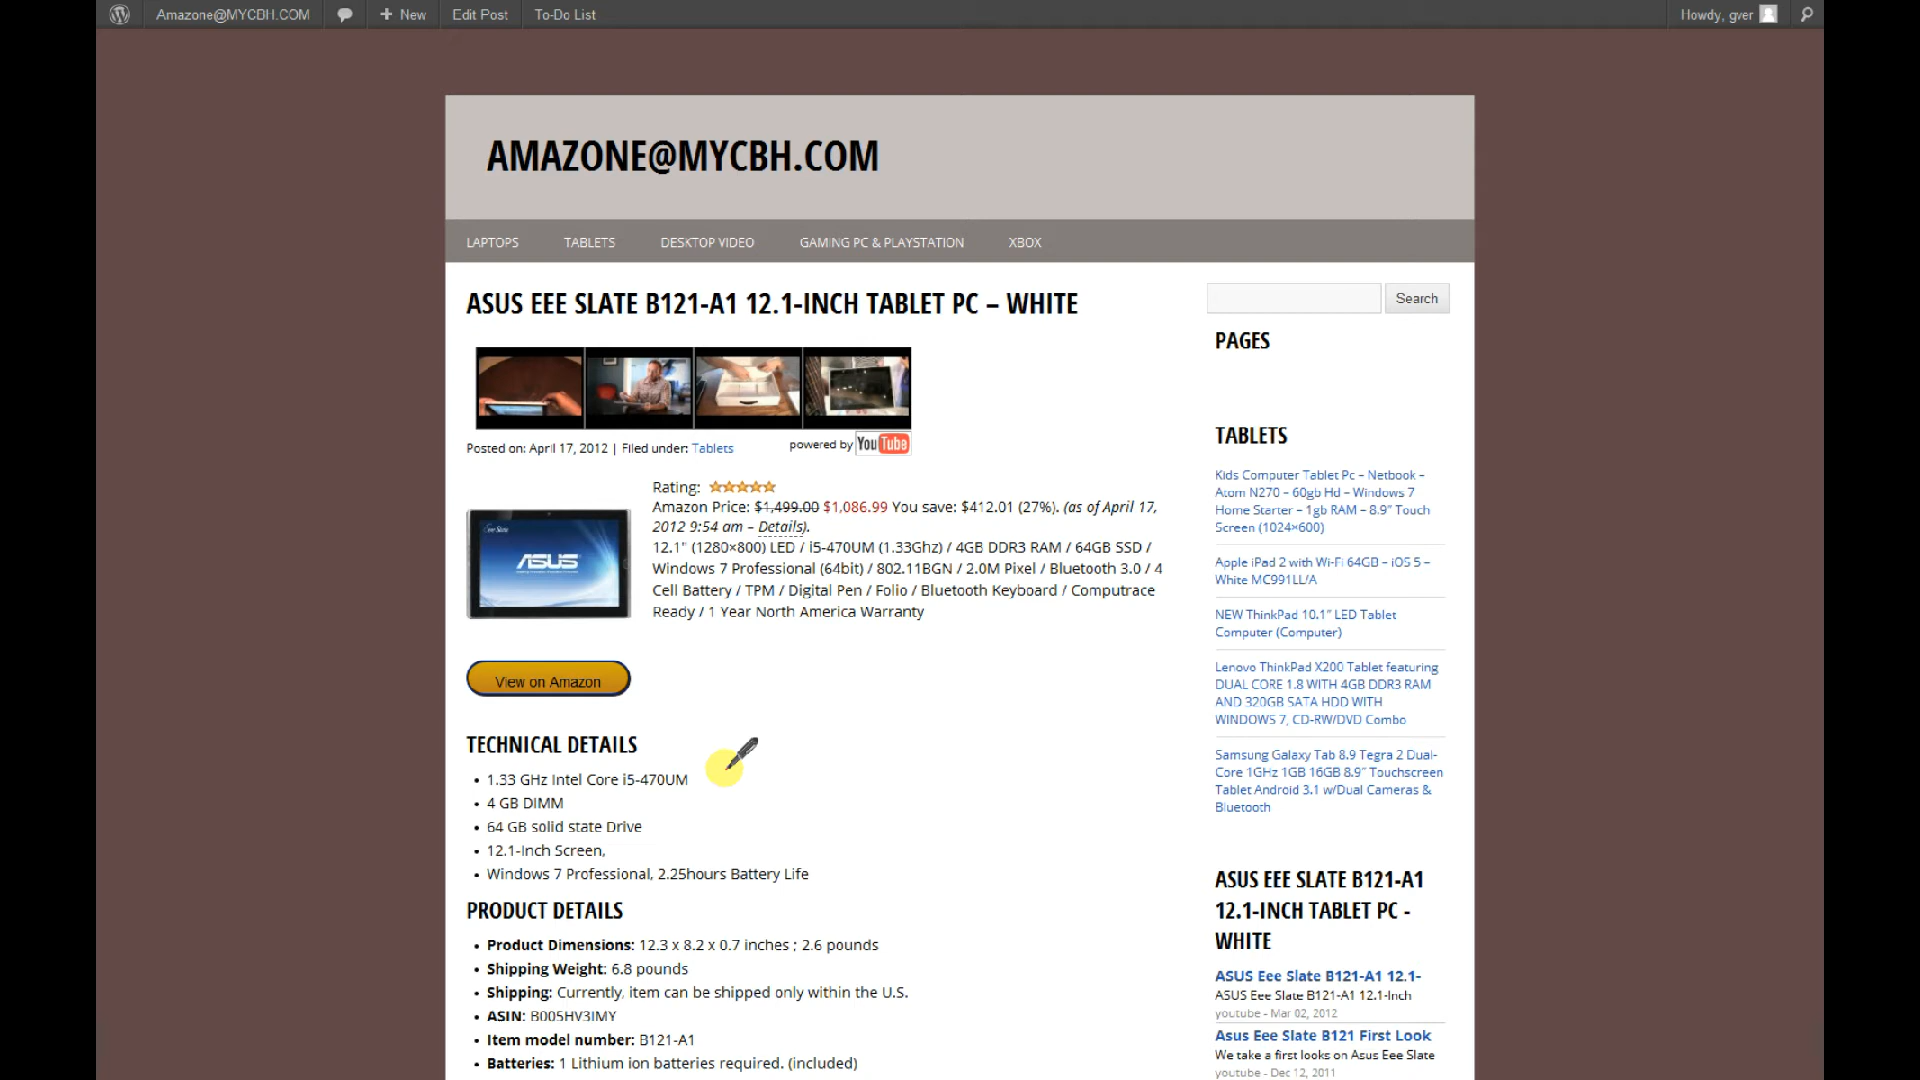 Amazone@MYCBH.COM
New
Edit Post
To-Do List
Howdy, gver
AMAZONE@MYCBH.COM
LAPTOPS
TABLETS
DESKTOP VIDEO
GAMING PC & PLAYSTATION
XBOX
ASUS EEE SLATE B121-A1 12.1-INCH TABLET PC – WHITE
powered by YouTube
Posted on: April 17, 2012 | Filed under: Tablets
Eee Slate
ASUS
Rating:
Amazon Price: $1,499.00 $1,086.99 You save: $412.01 (27%). (as of April 17,
2012 9:54 am – Details).
12.1" (1280×800) LED / i5-470UM (1.33Ghz) / 4GB DDR3 RAM / 64GB SSD /
Windows 7 Professional (64bit) / 802.11BGN / 2.0M Pixel / Bluetooth 3.0 / 4
Cell Battery / TPM / Digital Pen / Folio / Bluetooth Keyboard / Computrace
Ready / 1 Year North America Warranty
View on Amazon
TECHNICAL DETAILS
• 1.33 GHz Intel Core i5-470UM
• 4 GB DIMM
• 64 GB solid state Drive
• 12.1-Inch Screen,
• Windows 7 Professional, 2.25hours Battery Life
PRODUCT DETAILS
• Product Dimensions: 12.3 x 8.2 x 0.7 inches ; 2.6 pounds
• Shipping Weight: 6.8 pounds
• Shipping: Currently, item can be shipped only within the U.S.
• ASIN: B005HV3IMY
• Item model number: B121-A1
• Batteries: 1 Lithium ion batteries required. (included)
Search
PAGES
TABLETS
Kids Computer Tablet Pc – Netbook –
Atom N270 – 60gb Hd – Windows 7
Home Starter – 1gb RAM – 8.9" Touch
Screen (1024×600)
Apple iPad 2 with Wi-Fi 64GB – iOS 5 –
White MC991LL/A
NEW ThinkPad 10.1" LED Tablet
Computer (Computer)
Lenovo ThinkPad X200 Tablet featuring
DUAL CORE 1.8 WITH 4GB DDR3 RAM
AND 320GB SATA HDD WITH
WINDOWS 7, CD-RW/DVD Combo
Samsung Galaxy Tab 8.9 Tegra 2 Dual-
Core 1GHz 1GB 16GB 8.9" Touchscreen
Tablet Android 3.1 w/Dual Cameras &
Bluetooth
ASUS EEE SLATE B121-A1
12.1-INCH TABLET PC -
WHITE
ASUS Eee Slate B121-A1 12.1-
ASUS Eee Slate B121-A1 12.1-Inch
youtube - Mar 02, 2012
Asus Eee Slate B121 First Look
We take a first looks on Asus Eee Slate
youtube - Dec 12, 2011